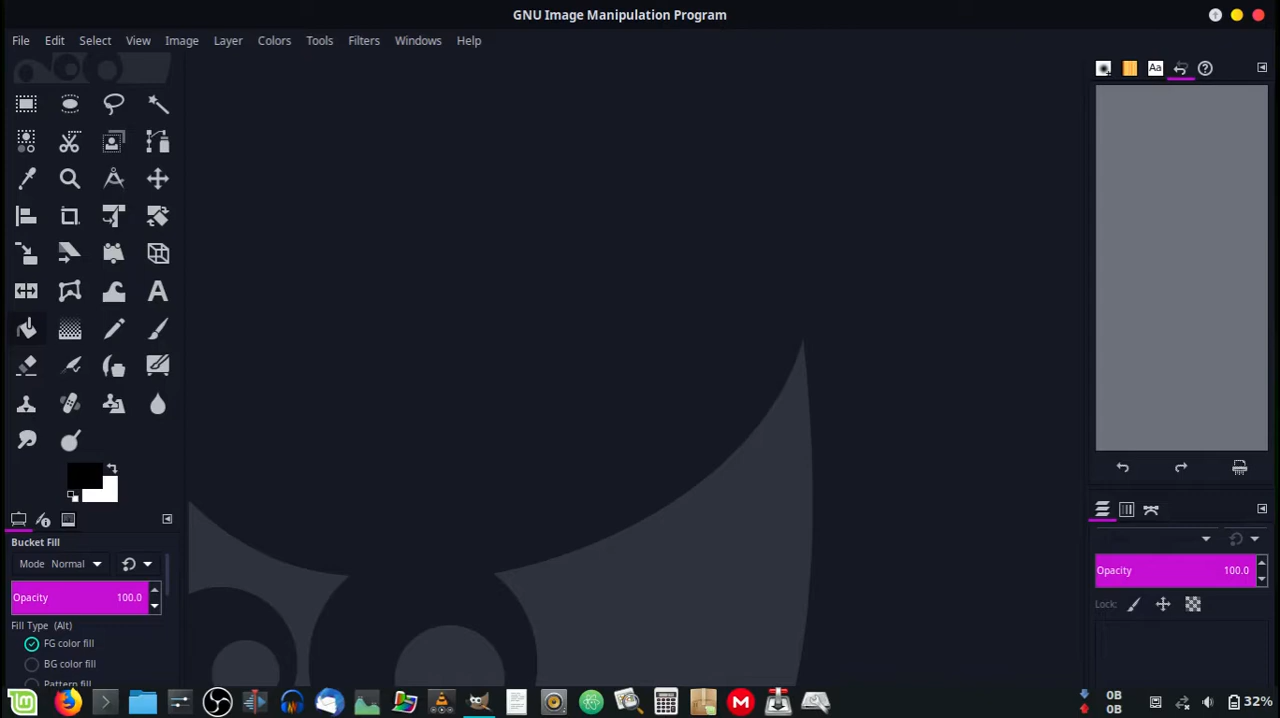 GNU Image Manipulation Program
File Edit Select View Image Layer Colors Tools Filters Windows Help
Aa
Bucket Fill
Mode Normal
Opacity 100.0
Fill Type (Alt)
FG color fill
BG color fill
Pattern fill
Opacity 100.0
Lock:
0B
0B
32%